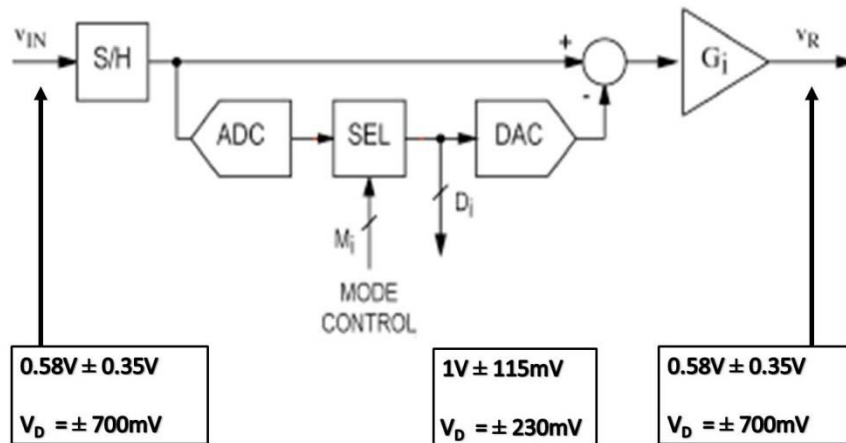 v_IN
S/H
ADC
SEL
DAC
+
-
G_i
v_R
M_i
D_i
MODE
CONTROL
0.58V ± 0.35V
V_D = ± 700mV
1V ± 115mV
V_D = ± 230mV
0.58V ± 0.35V
V_D = ± 700mV